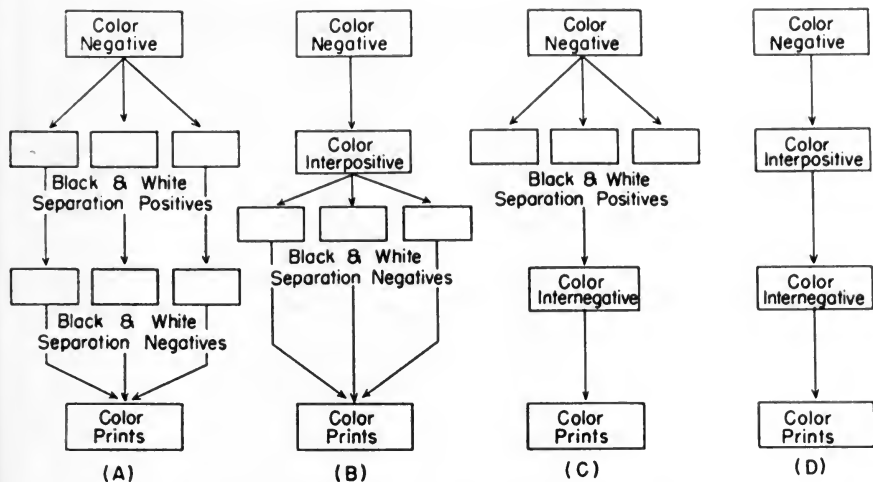 Color
Negative
Black & White
Separation Positives
Black & White
Separation Negatives
Color
Prints
(A)
Color
Negative
Color
Interpositive
Black & White
Separation Negatives
Color
Prints
(B)
Color
Negative
Black & White
Separation Positives
Color
Internegative
Color
Prints
(C)
Color
Negative
Color
Interpositive
Color
Internegative
Color
Prints
(D)